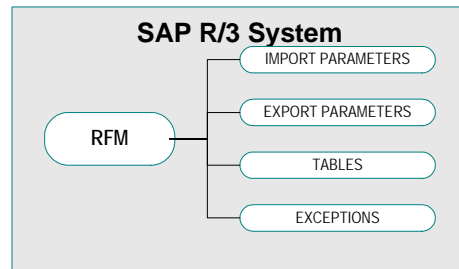 SAP R/3 System
IMPORT PARAMETERS
EXPORT PARAMETERS
RFM
TABLES
EXCEPTIONS